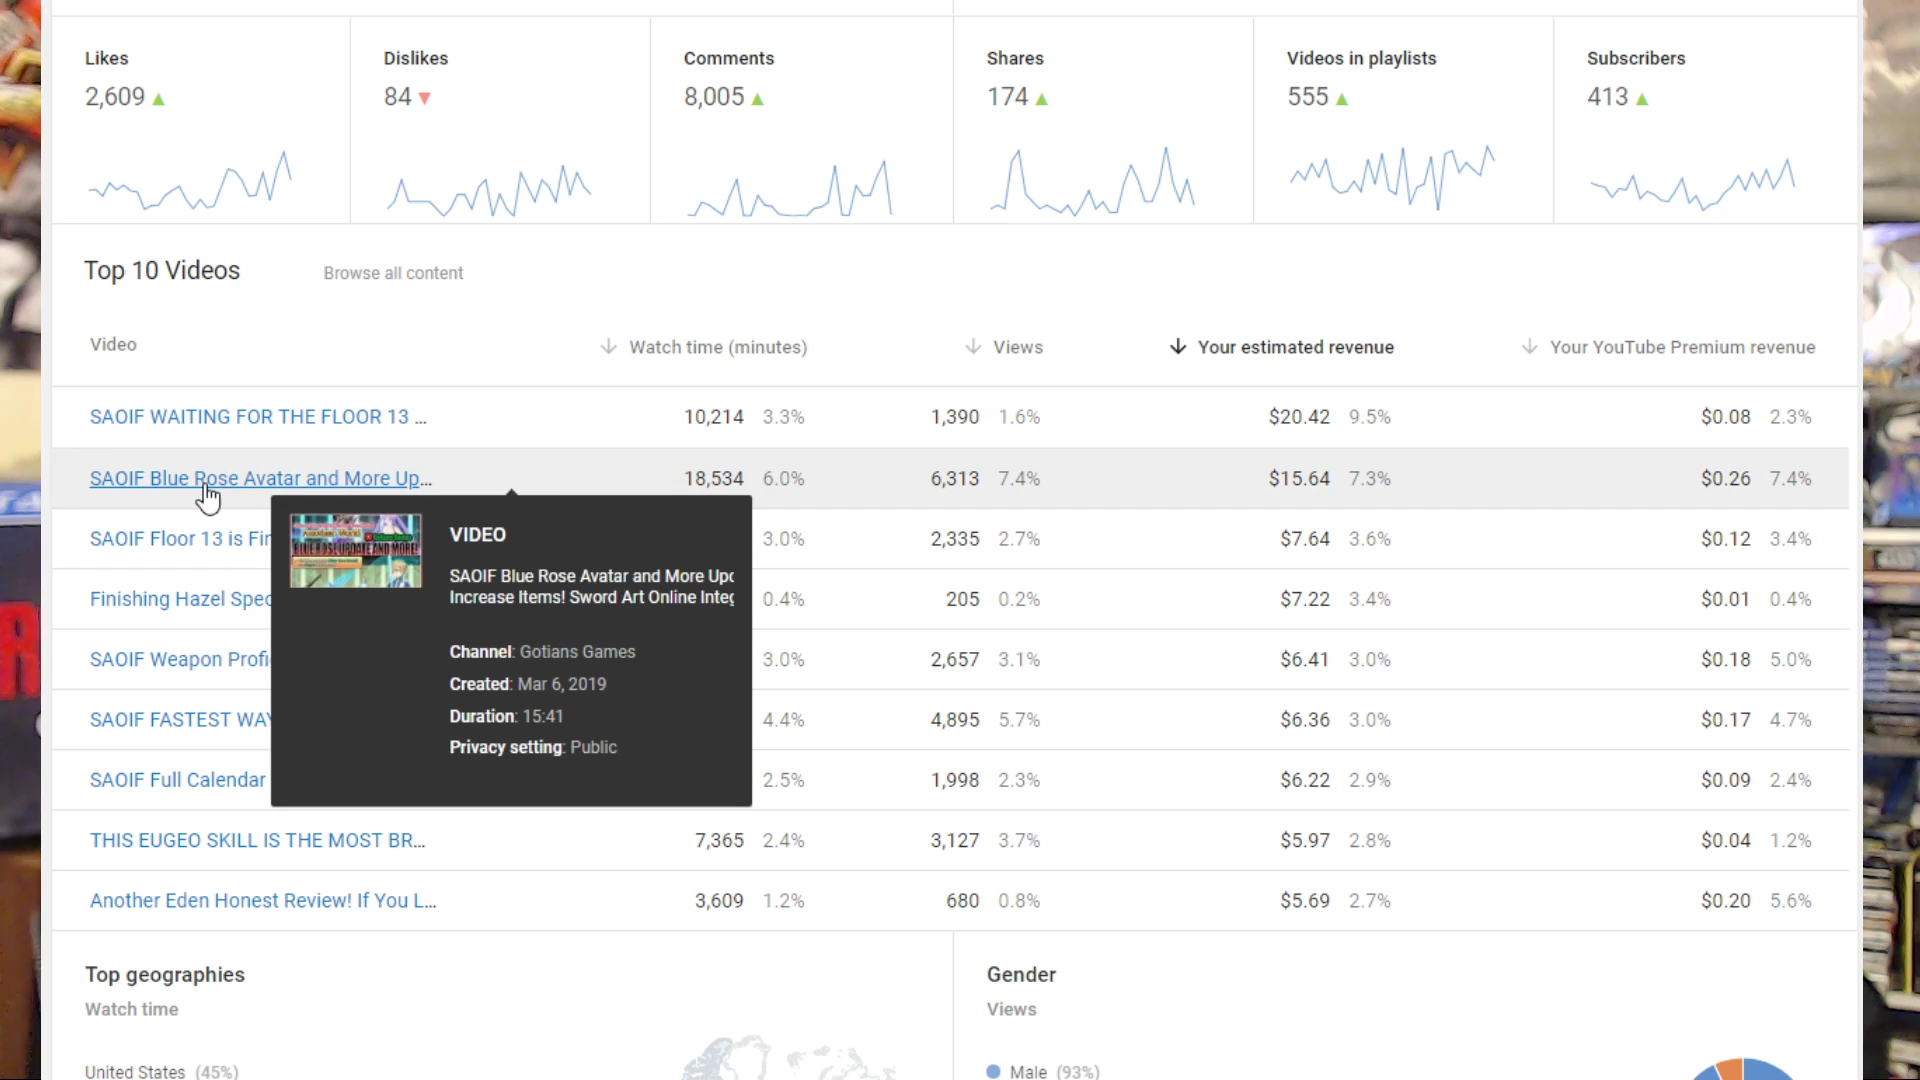 Likes
2,609
Dislikes
84
Comments
8,005
Shares
174
Videos in playlists
555
Subscribers
413
Top 10 Videos Browse all content
Video Watch time (minutes) Views Your estimated revenue Your YouTube Premium revenue
SAOIF WAITING FOR THE FLOOR 13 ... 10,214 3.3% 1,390 1.6% $20.42 9.5% $0.08 2.3%
SAOIF Blue Rose Avatar and More Up... 18,534 6.0% 6,313 7.4% $15.64 7.3% $0.26 7.4%
SAOIF Floor 13 is Fir 3.0% 2,335 2.7% $7.64 3.6% $0.12 3.4%
Finishing Hazel Spec 0.4% 205 0.2% $7.22 3.4% $0.01 0.4%
SAOIF Weapon Profi 3.0% 2,657 3.1% $6.41 3.0% $0.18 5.0%
SAOIF FASTEST WAY 4.4% 4,895 5.7% $6.36 3.0% $0.17 4.7%
SAOIF Full Calendar 2.5% 1,998 2.3% $6.22 2.9% $0.09 2.4%
THIS EUGEO SKILL IS THE MOST BR... 7,365 2.4% 3,127 3.7% $5.97 2.8% $0.04 1.2%
Another Eden Honest Review! If You L... 3,609 1.2% 680 0.8% $5.69 2.7% $0.20 5.6%
BLUE ROSE UPDATE AND MORE!
VIDEO
SAOIF Blue Rose Avatar and More Upd
Increase Items! Sword Art Online Integ
Channel: Gotians Games
Created: Mar 6, 2019
Duration: 15:41
Privacy setting: Public
Top geographies
Watch time
United States (45%)
Gender
Views
Male (93%)